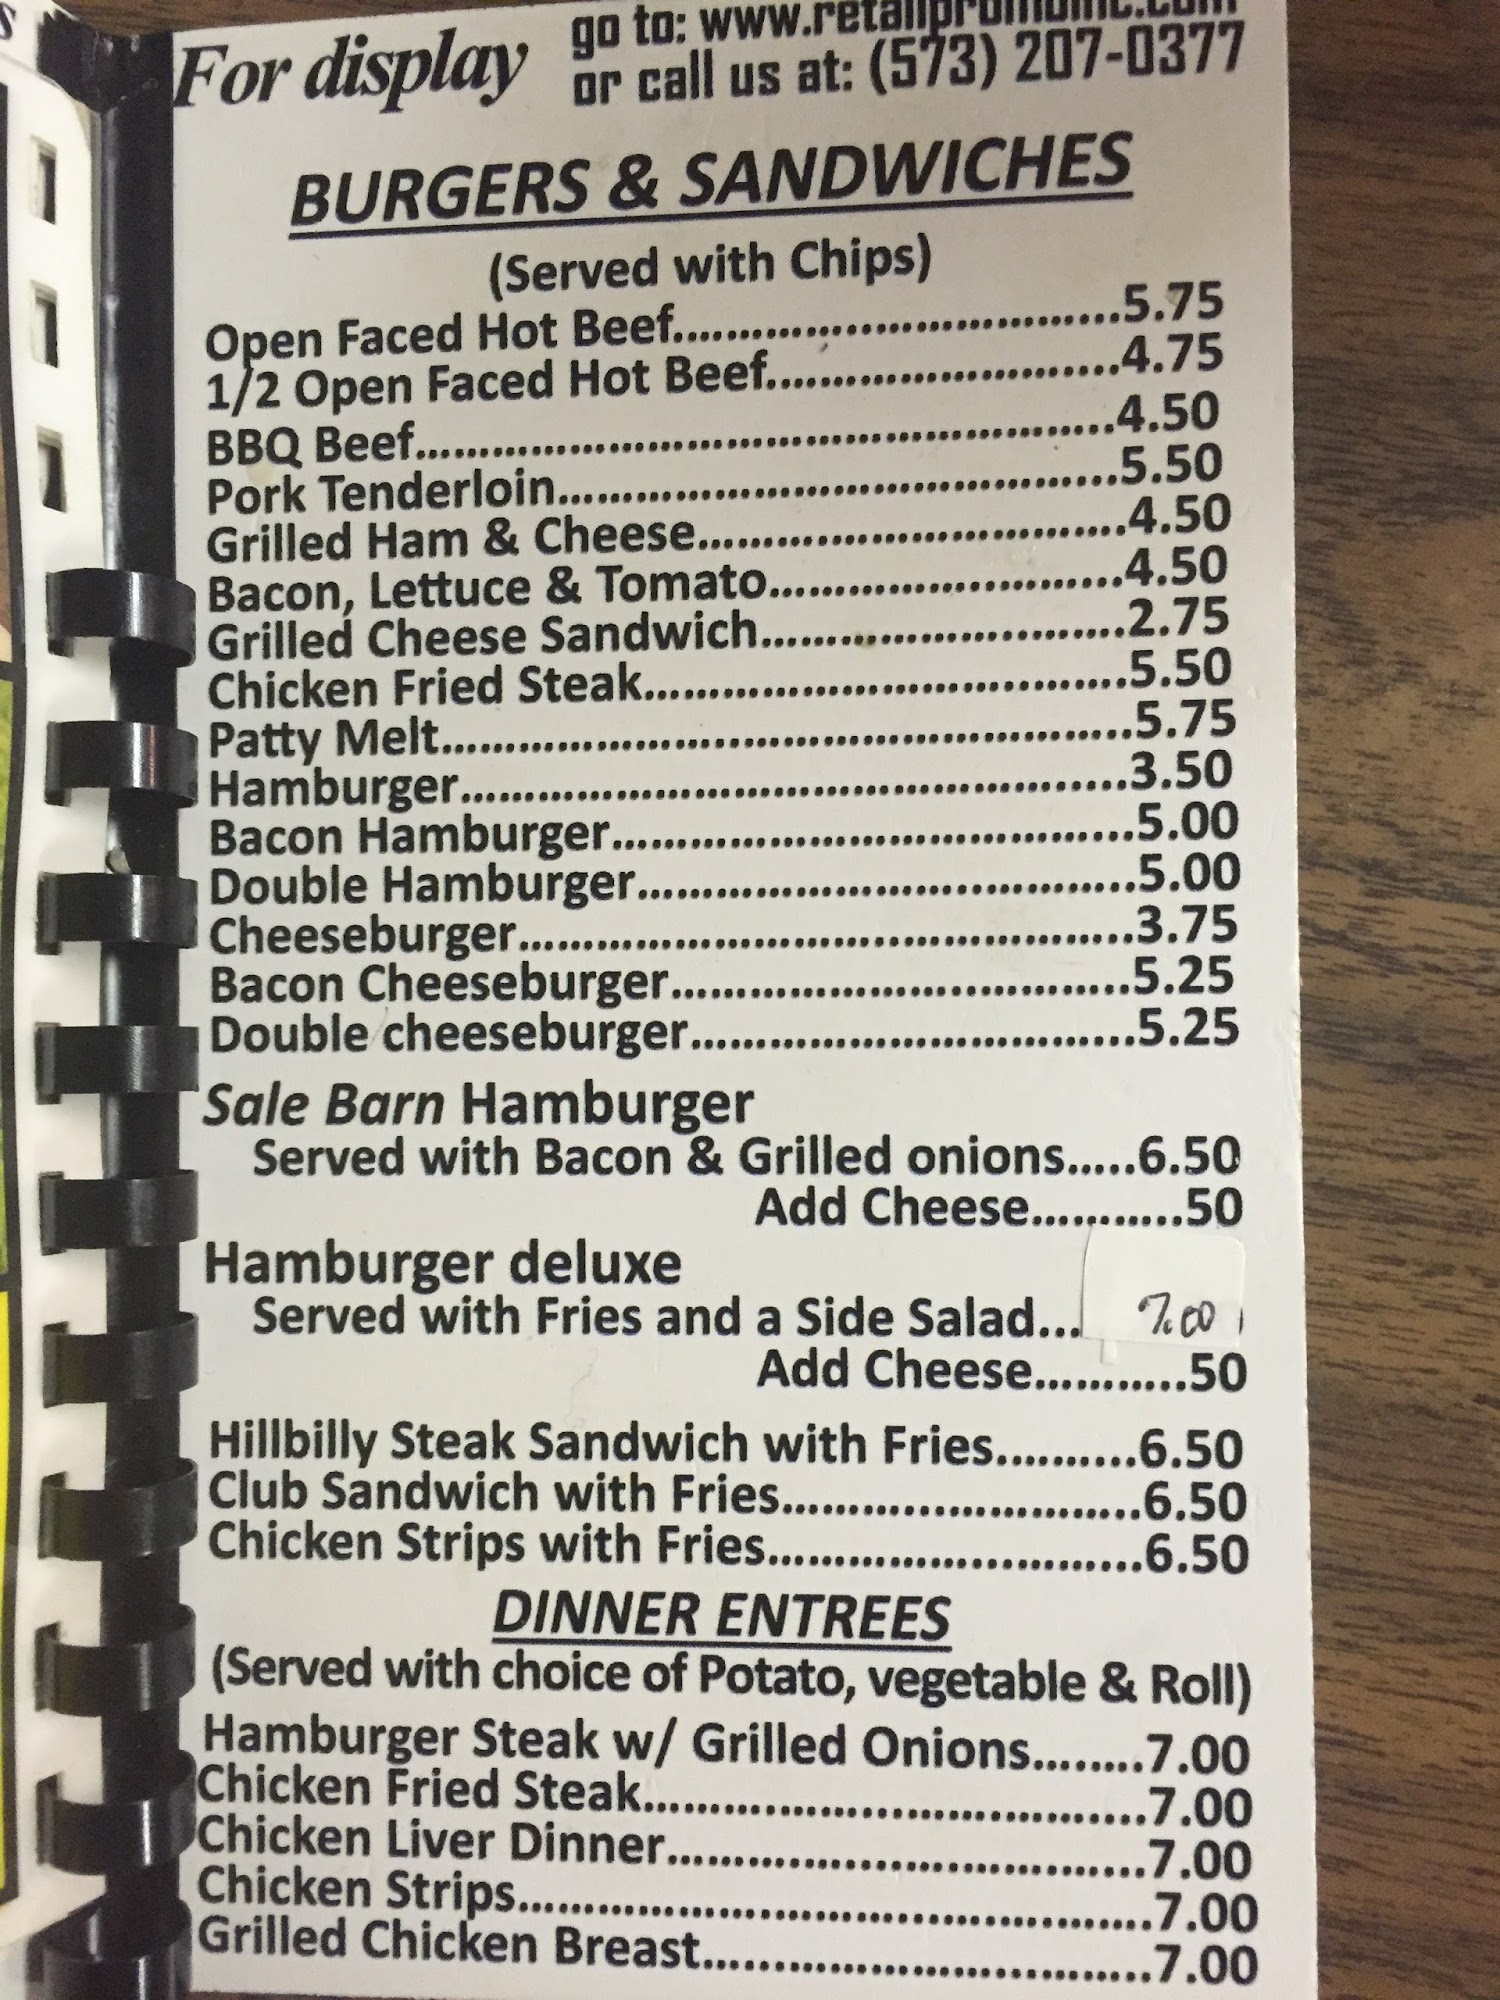 For display
go to: www.retailpromoinc.com
or call us at: (573) 207-0377
BURGERS & SANDWICHES
(Served with Chips)
Open Faced Hot Beef..............................5.75
1/2 Open Faced Hot Beef........................4.75
BBQ Beef................................................4.50
Pork Tenderloin......................................5.50
Grilled Ham & Cheese.............................4.50
Bacon, Lettuce & Tomato........................4.50
Grilled Cheese Sandwich.........................2.75
Chicken Fried Steak................................5.50
Patty Melt...............................................5.75
Hamburger..............................................3.50
Bacon Hamburger...................................5.00
Double Hamburger.................................5.00
Cheeseburger..........................................3.75
Bacon Cheeseburger...............................5.25
Double cheeseburger..............................5.25
Sale Barn Hamburger
Served with Bacon & Grilled onions.....6.50
Add Cheese...........50
Hamburger deluxe
Served with Fries and a Side Salad... 7.00
Add Cheese...........50
Hillbilly Steak Sandwich with Fries..........6.50
Club Sandwich with Fries........................6.50
Chicken Strips with Fries.........................6.50
DINNER ENTREES
(Served with choice of Potato, vegetable & Roll)
Hamburger Steak w/ Grilled Onions........7.00
Chicken Fried Steak................................7.00
Chicken Liver Dinner..............................7.00
Chicken Strips.........................................7.00
Grilled Chicken Breast............................7.00